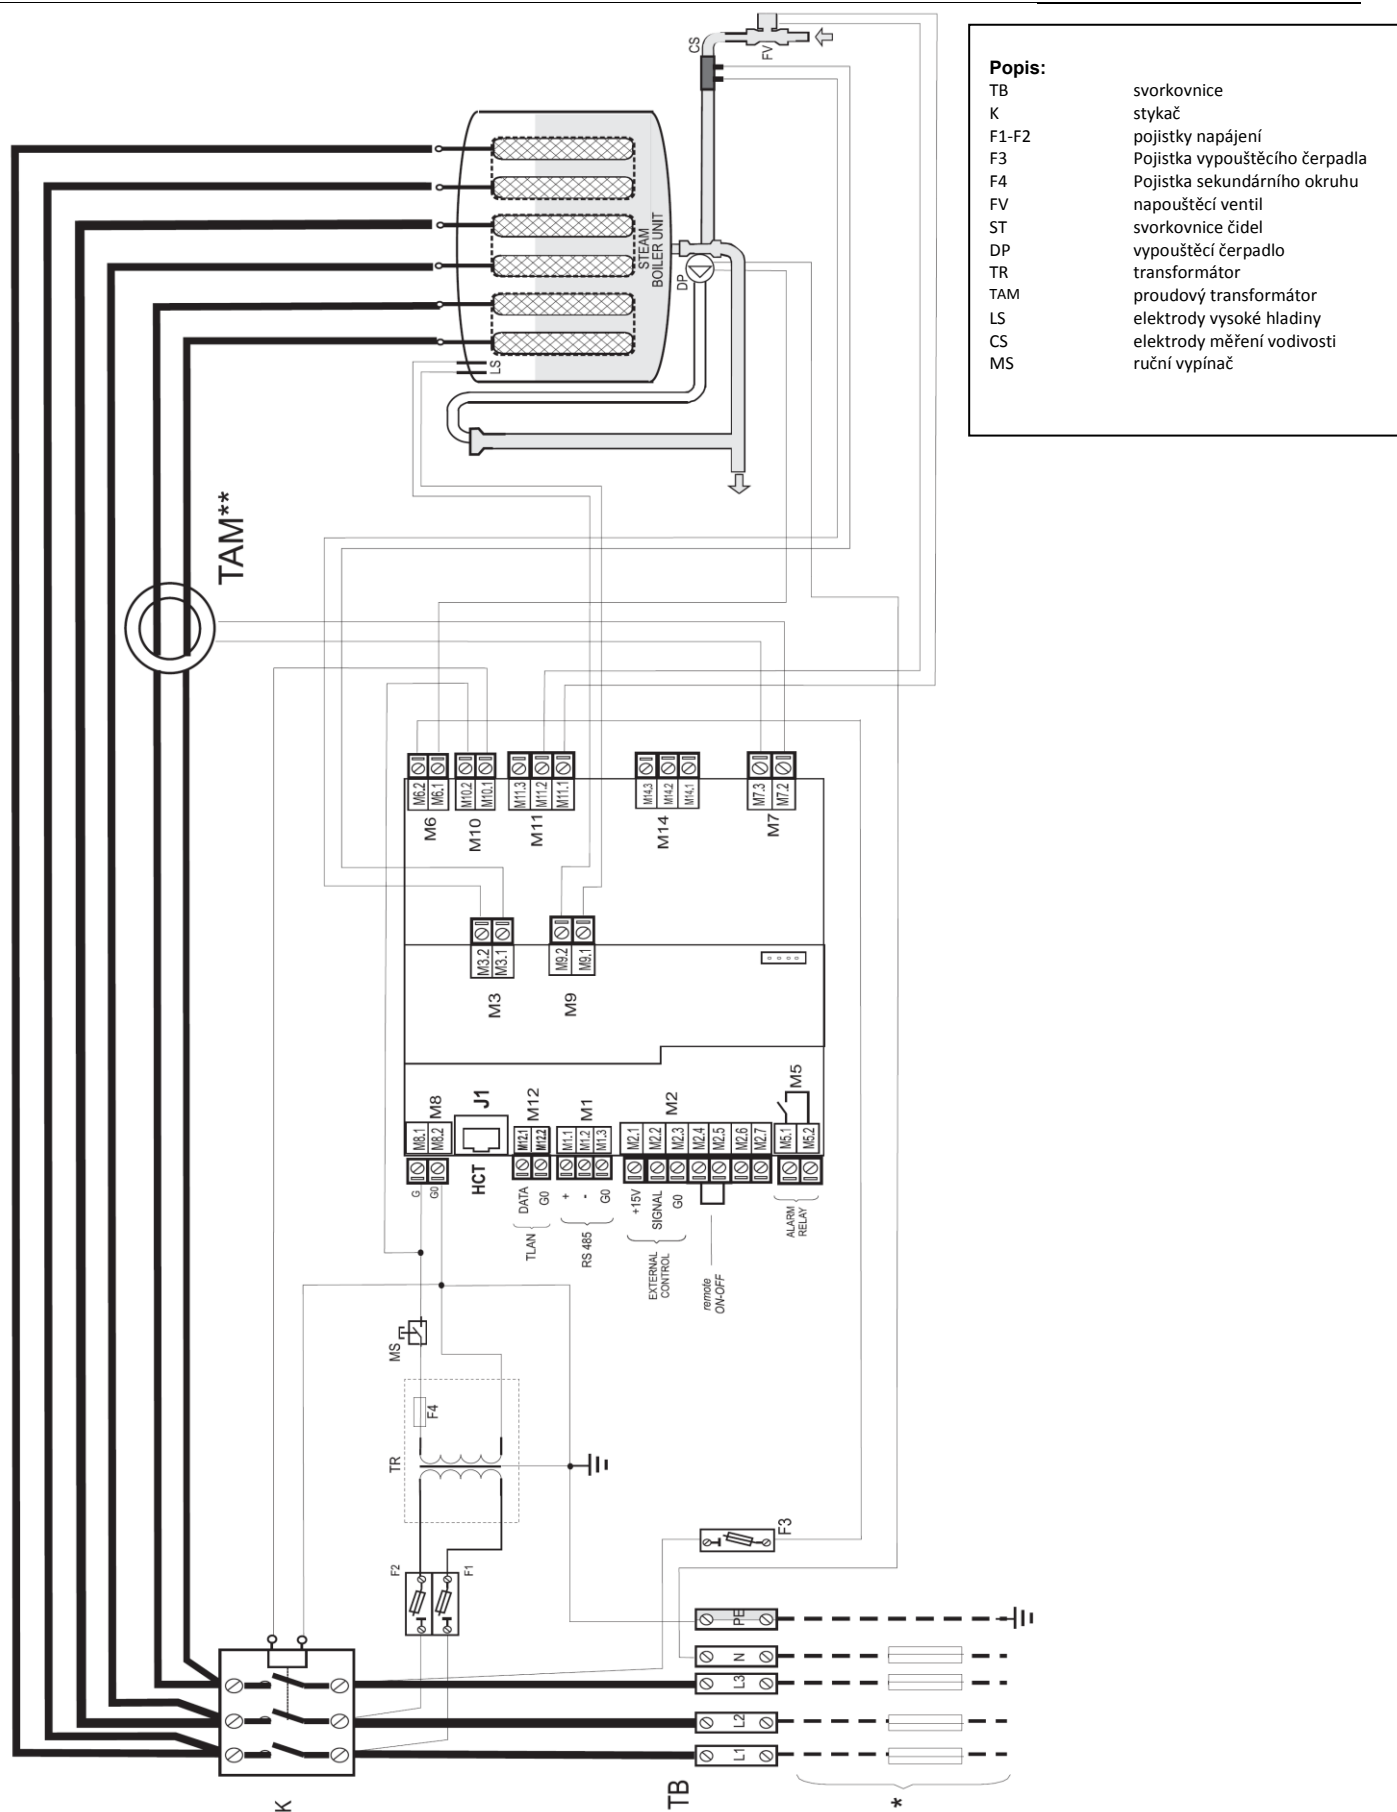 Popis:
TB svorkovnice
K stykač
F1-F2 pojistky napájení
F3 Pojistka vypouštěcího čerpadla
F4 Pojistka sekundárního okruhu
FV napouštěcí ventil
ST svorkovnice čidel
DP vypouštěcí čerpadlo
TR transformátor
TAM proudový transformátor
LS elektrody vysoké hladiny
CS elektrody měření vodivosti
MS ruční vypínač
CS
FV
STEAM
BOILER UNIT
DP
LS
TAM**
M6.2
M6.1
M6
M10.2
M10.1
M10
M11.3
M11.2
M11.1
M11
M14.3
M14.2
M14.1
M14
M7.3
M7.2
M7
M3.2
M3.1
M3
M9.2
M9.1
M9
M8
M8.1
M8.2
G
G0
J1
HCT
M12
M12.1
M12.2
DATA
G0
TLAN
M1
M1.1
M1.2
M1.3
+
-
G0
RS 485
M2
M2.1
M2.2
M2.3
M2.4
M2.5
M2.6
M2.7
+15V
SIGNAL
G0
EXTERNAL
CONTROL
remote
ON-OFF
M5
M5.1
M5.2
ALARM
RELAY
MS
F4
TR
F2
F1
F3
PE
N
L3
L2
L1
K
TB
*